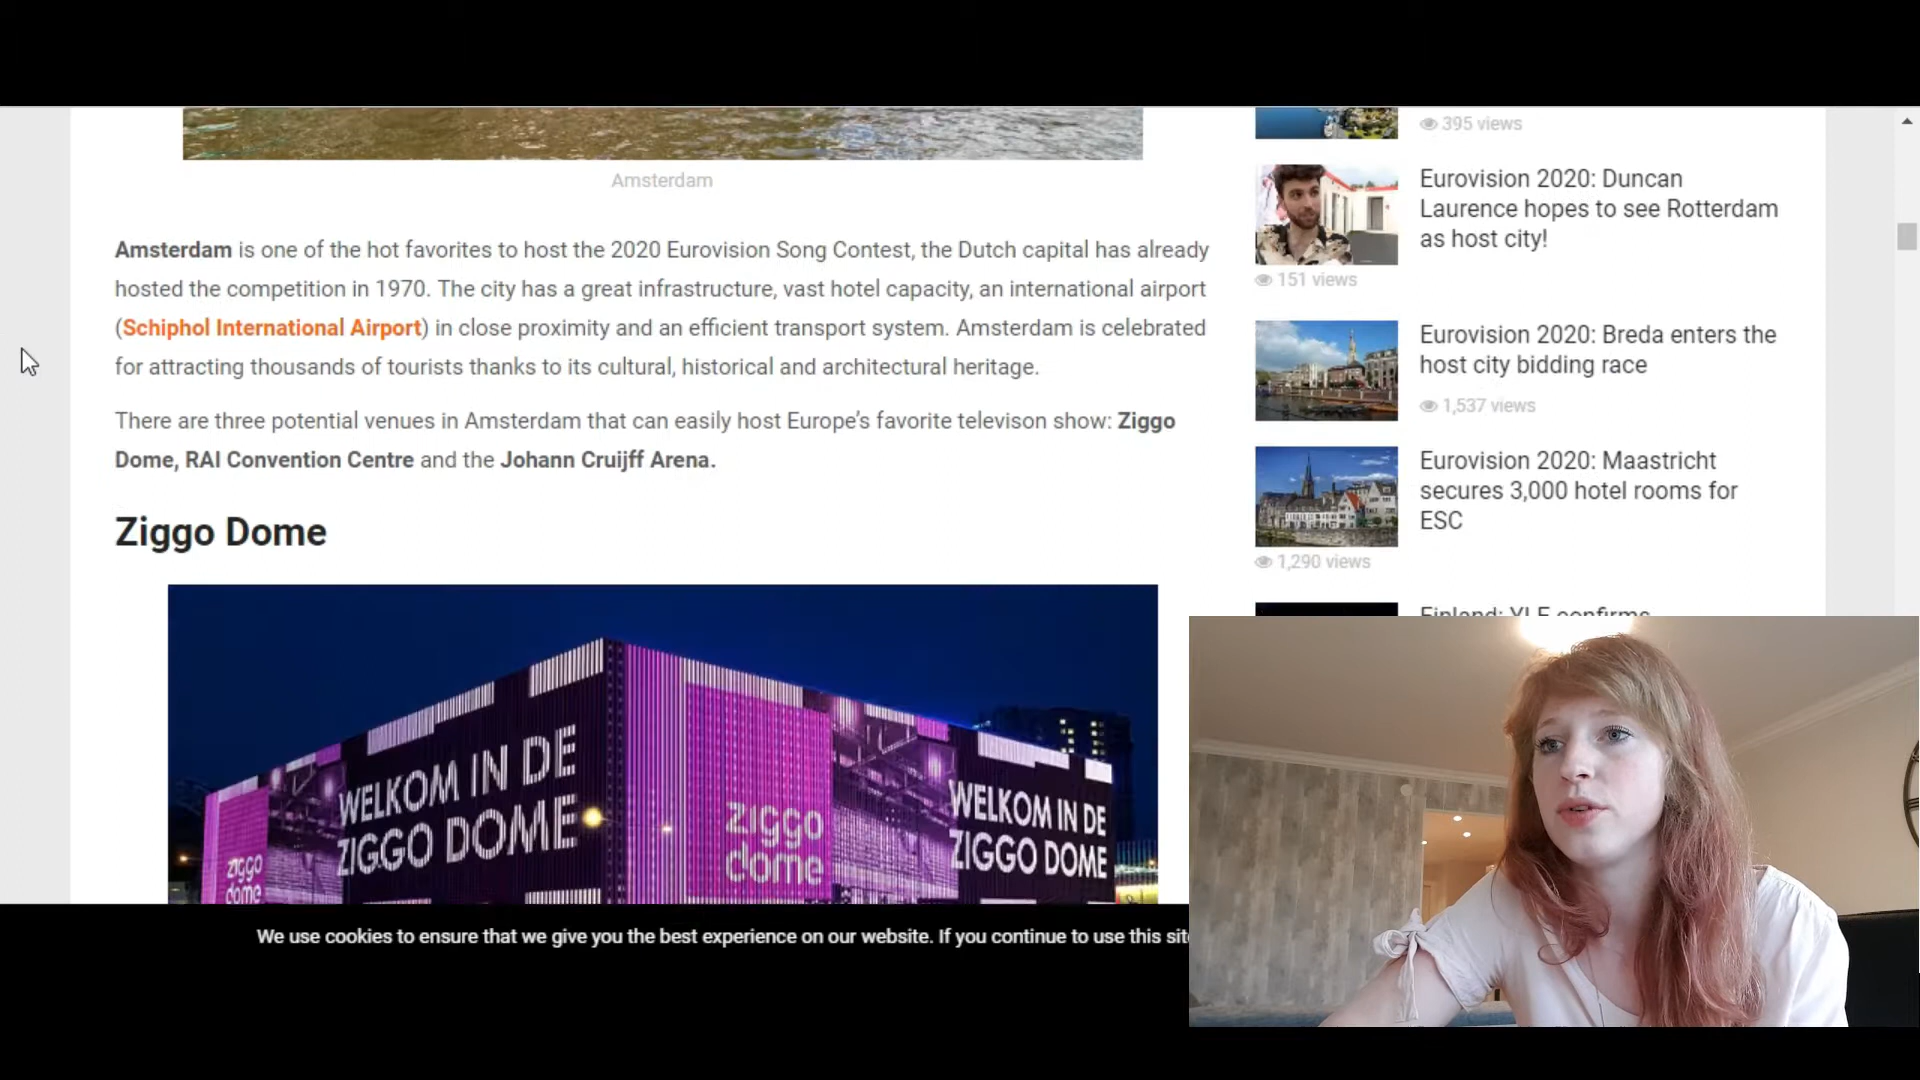 Amsterdam
Amsterdam is one of the hot favorites to host the 2020 Eurovision Song Contest, the Dutch capital has already
hosted the competition in 1970. The city has a great infrastructure, vast hotel capacity, an international airport
(Schiphol International Airport) in close proximity and an efficient transport system. Amsterdam is celebrated
for attracting thousands of tourists thanks to its cultural, historical and architectural heritage.
There are three potential venues in Amsterdam that can easily host Europe’s favorite televison show: Ziggo
Dome, RAI Convention Centre and the Johann Cruijff Arena.
Ziggo Dome
WELKOM IN DE
ZIGGO DOME
ziggo
dome
WELKOM IN DE
ZIGGO DOME
ziggo
dome
395 views
Eurovision 2020: Duncan
Laurence hopes to see Rotterdam
as host city!
151 views
Eurovision 2020: Breda enters the
host city bidding race
1,537 views
Eurovision 2020: Maastricht
secures 3,000 hotel rooms for
ESC
1,290 views
Finland: YLE confirms
We use cookies to ensure that we give you the best experience on our website. If you continue to use this site